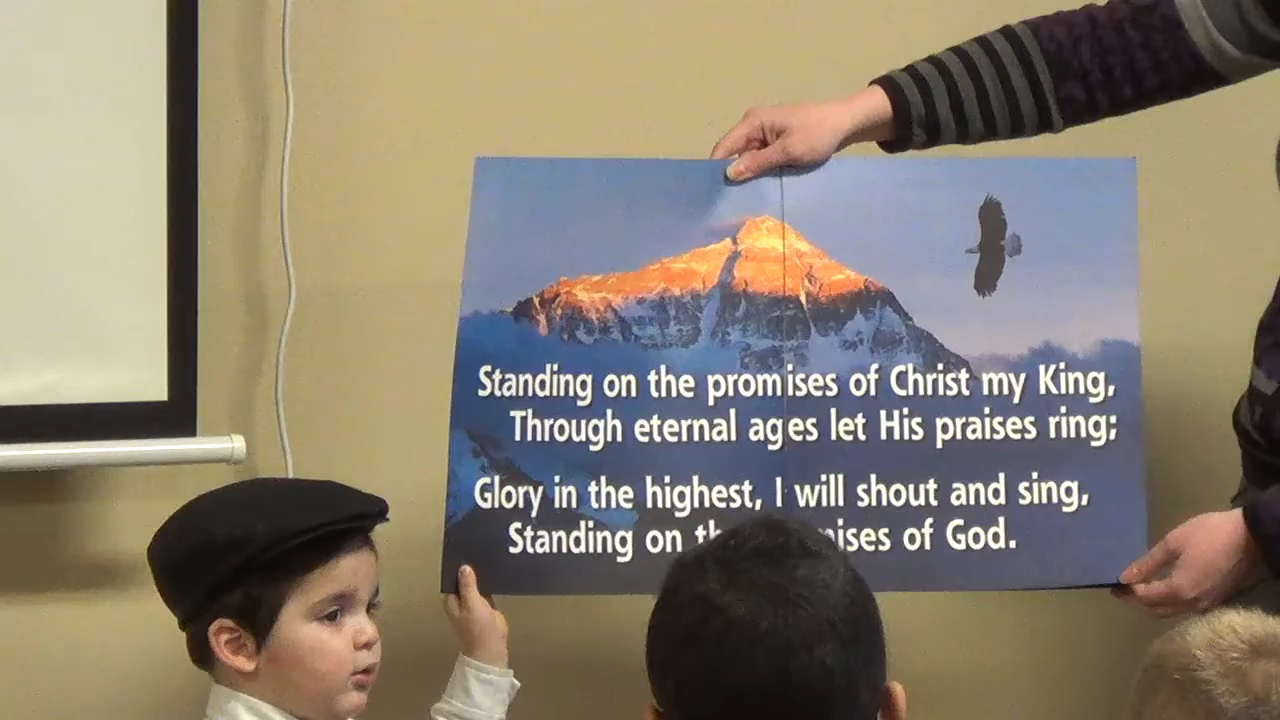 Standing on the promises of Christ my King,
Through eternal ages let His praises ring;
Glory in the highest, I will shout and sing,
Standing on of God.